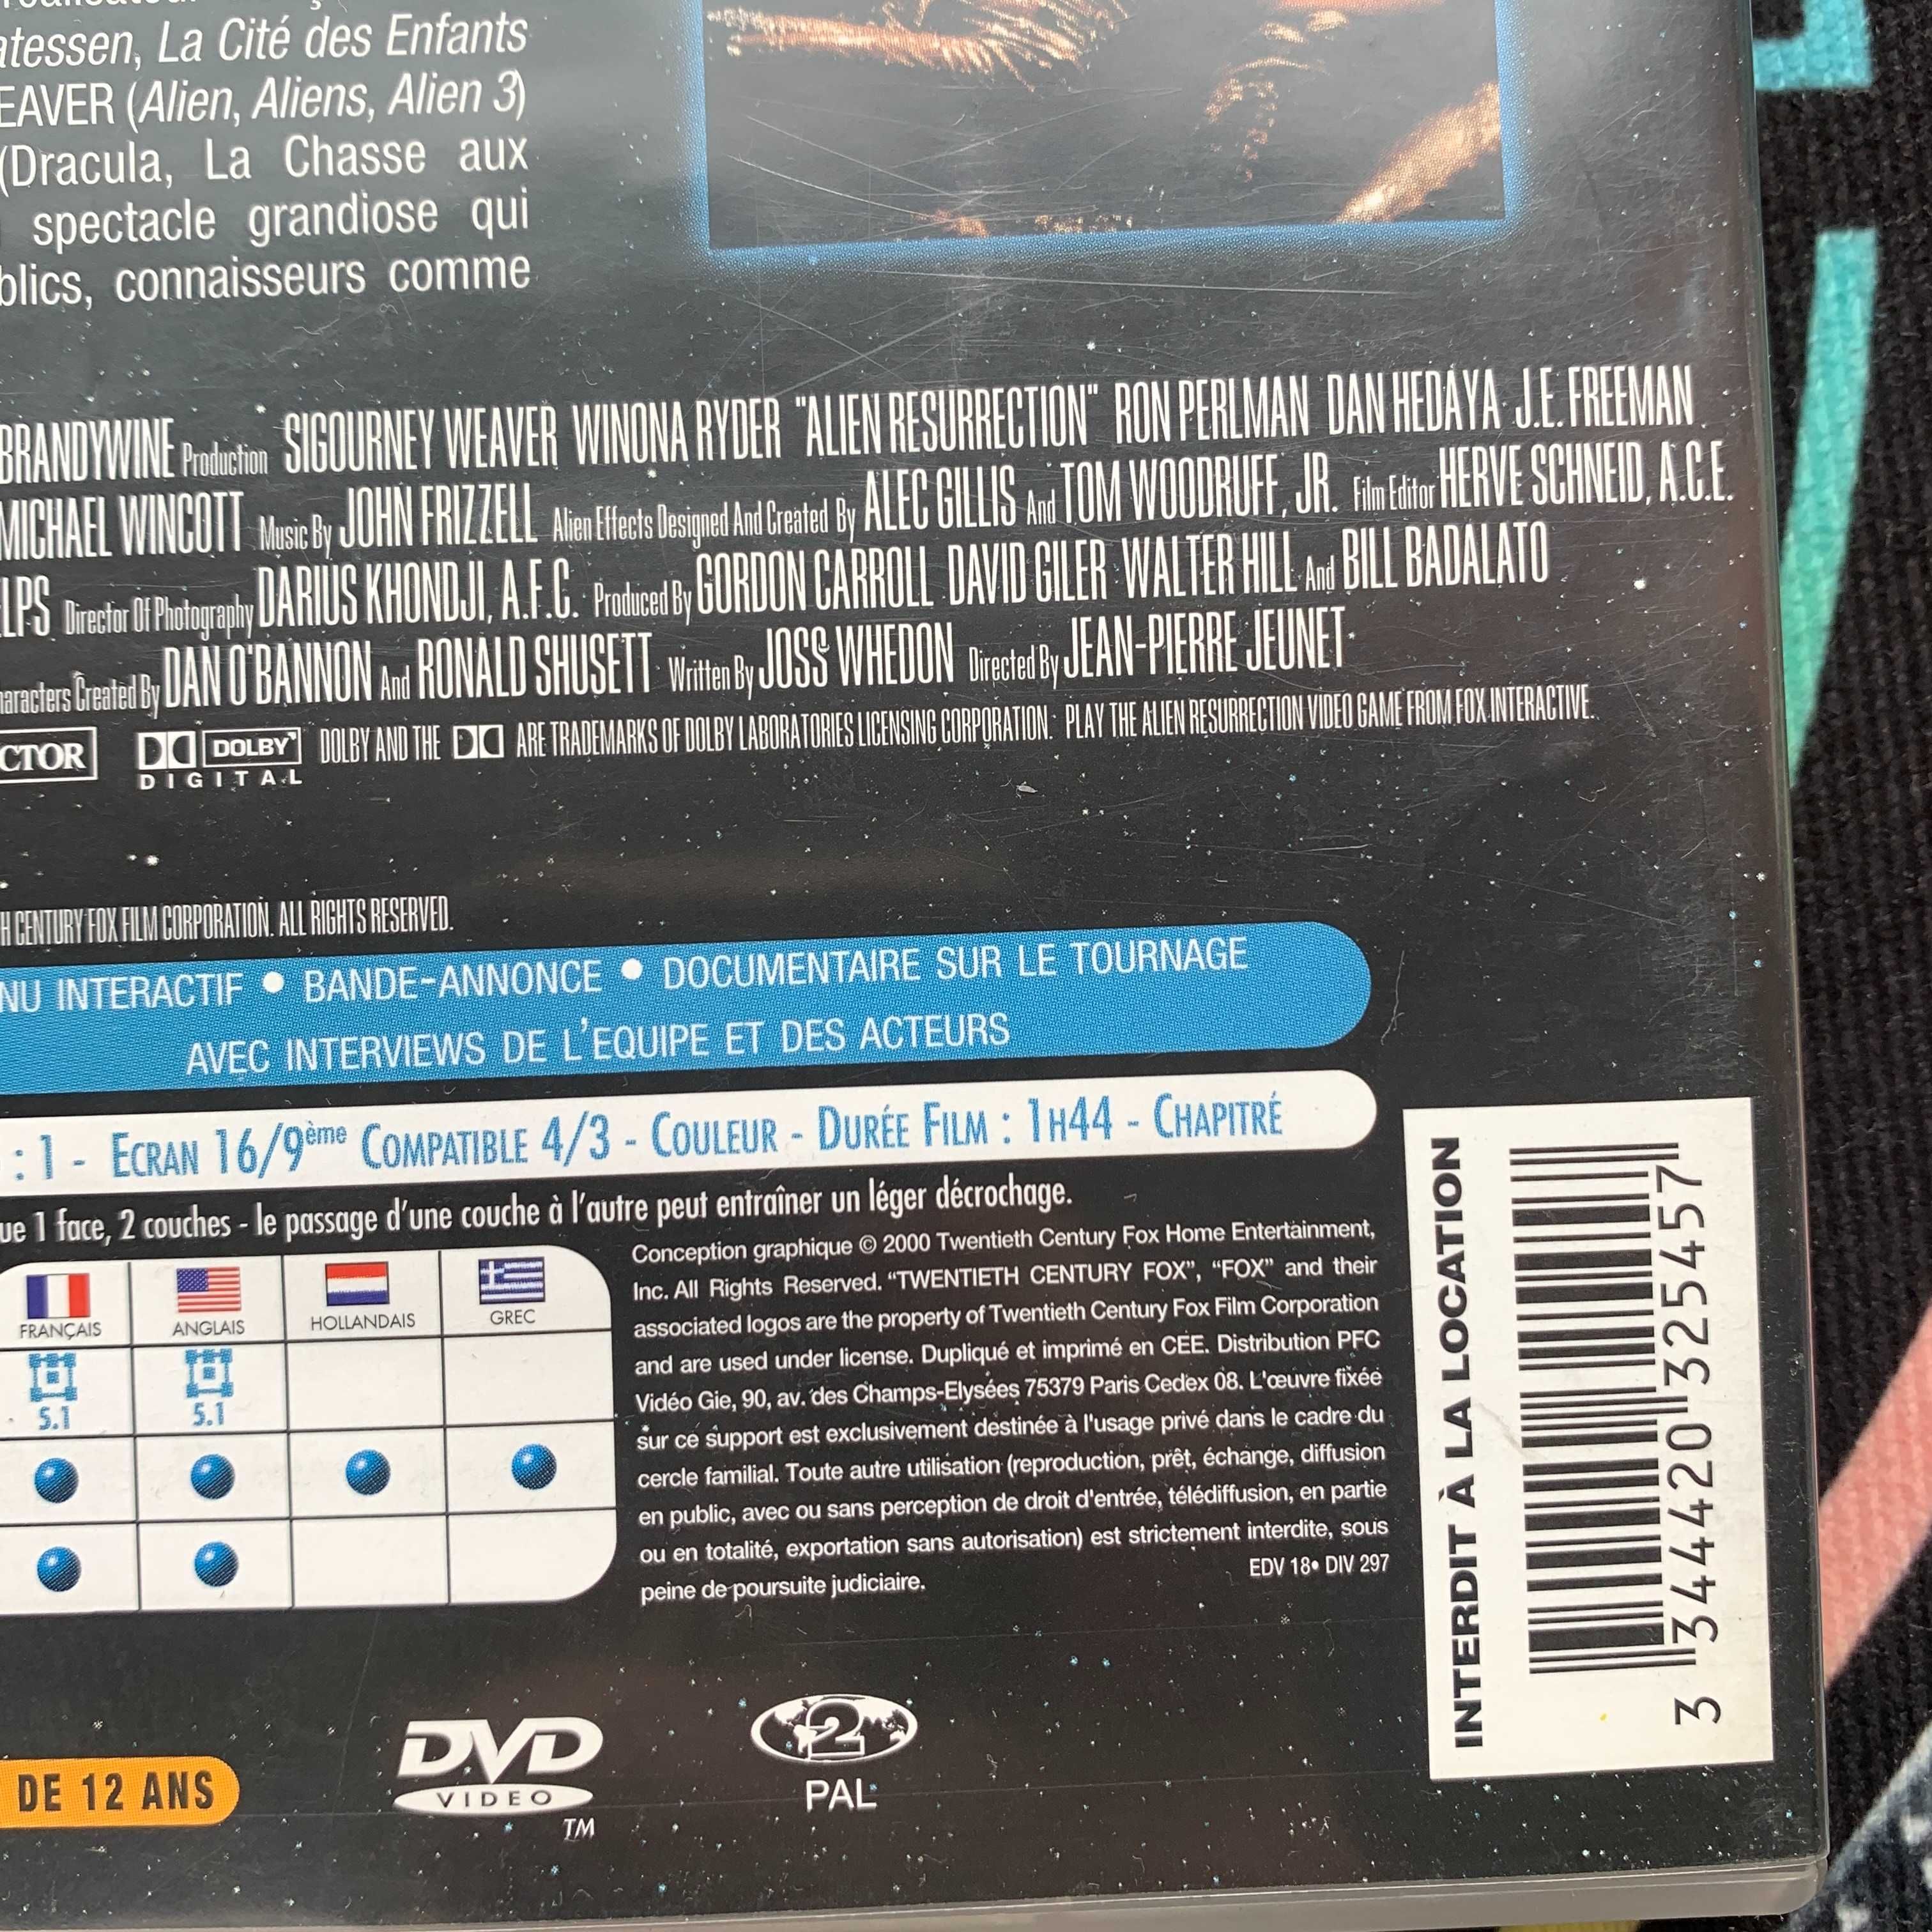 atessen, La Cité des Enfants
EAVER (Alien, Aliens, Alien 3)
(Dracula, La Chasse aux
spectacle grandiose qui
blics, connaisseurs comme
BRANDYWINE Production SIGOURNEY WEAVER WINONA RYDER "ALIEN RESURRECTION" RON PERLMAN DAN HEDAYA J.E. FREEMAN
MICHAEL WINCOTT Music By JOHN FRIZZELL Alien Effects Designed And Created By ALEC GILLIS And TOM WOODRUFF, JR. Film Editor HERVE SCHNEID, A.C.E.
ELPS Director Of Photography DARIUS KHONDJI, A.F.C. Produced By GORDON CARROLL DAVID GILER WALTER HILL And BILL BADALATO
haracters Created By DAN O'BANNON And RONALD SHUSETT Written By JOSS WHEDON Directed By JEAN-PIERRE JEUNET
CTOR DOLBY DIGITAL DOLBY AND THE ARE TRADEMARKS OF DOLBY LABORATORIES LICENSING CORPORATION. PLAY THE ALIEN RESURRECTION VIDEO GAME FROM FOX INTERACTIVE.
H CENTURY FOX FILM CORPORATION. ALL RIGHTS RESERVED.
NU INTERACTIF • BANDE-ANNONCE • DOCUMENTAIRE SUR LE TOURNAGE
AVEC INTERVIEWS DE L'EQUIPE ET DES ACTEURS
: 1 - ECRAN 16/9ème COMPATIBLE 4/3 - COULEUR - DURÉE FILM : 1H44 - CHAPITRÉ
ue 1 face, 2 couches - le passage d'une couche à l'autre peut entraîner un léger décrochage.
FRANÇAIS ANGLAIS HOLLANDAIS GREC
5.1 5.1
Conception graphique © 2000 Twentieth Century Fox Home Entertainment,
Inc. All Rights Reserved. “TWENTIETH CENTURY FOX”, “FOX” and their
associated logos are the property of Twentieth Century Fox Film Corporation
and are used under license. Dupliqué et imprimé en CEE. Distribution PFC
Vidéo Gie, 90, av. des Champs-Elysées 75379 Paris Cedex 08. L'œuvre fixée
sur ce support est exclusivement destinée à l'usage privé dans le cadre du
cercle familial. Toute autre utilisation (reproduction, prêt, échange, diffusion
en public, avec ou sans perception de droit d'entrée, télédiffusion, en partie
ou en totalité, exportation sans autorisation) est strictement interdite, sous
peine de poursuite judiciaire.
EDV 18• DIV 297
INTERDIT À LA LOCATION
3 344420 325457
DE 12 ANS
DVD
VIDEO
TM
2
PAL